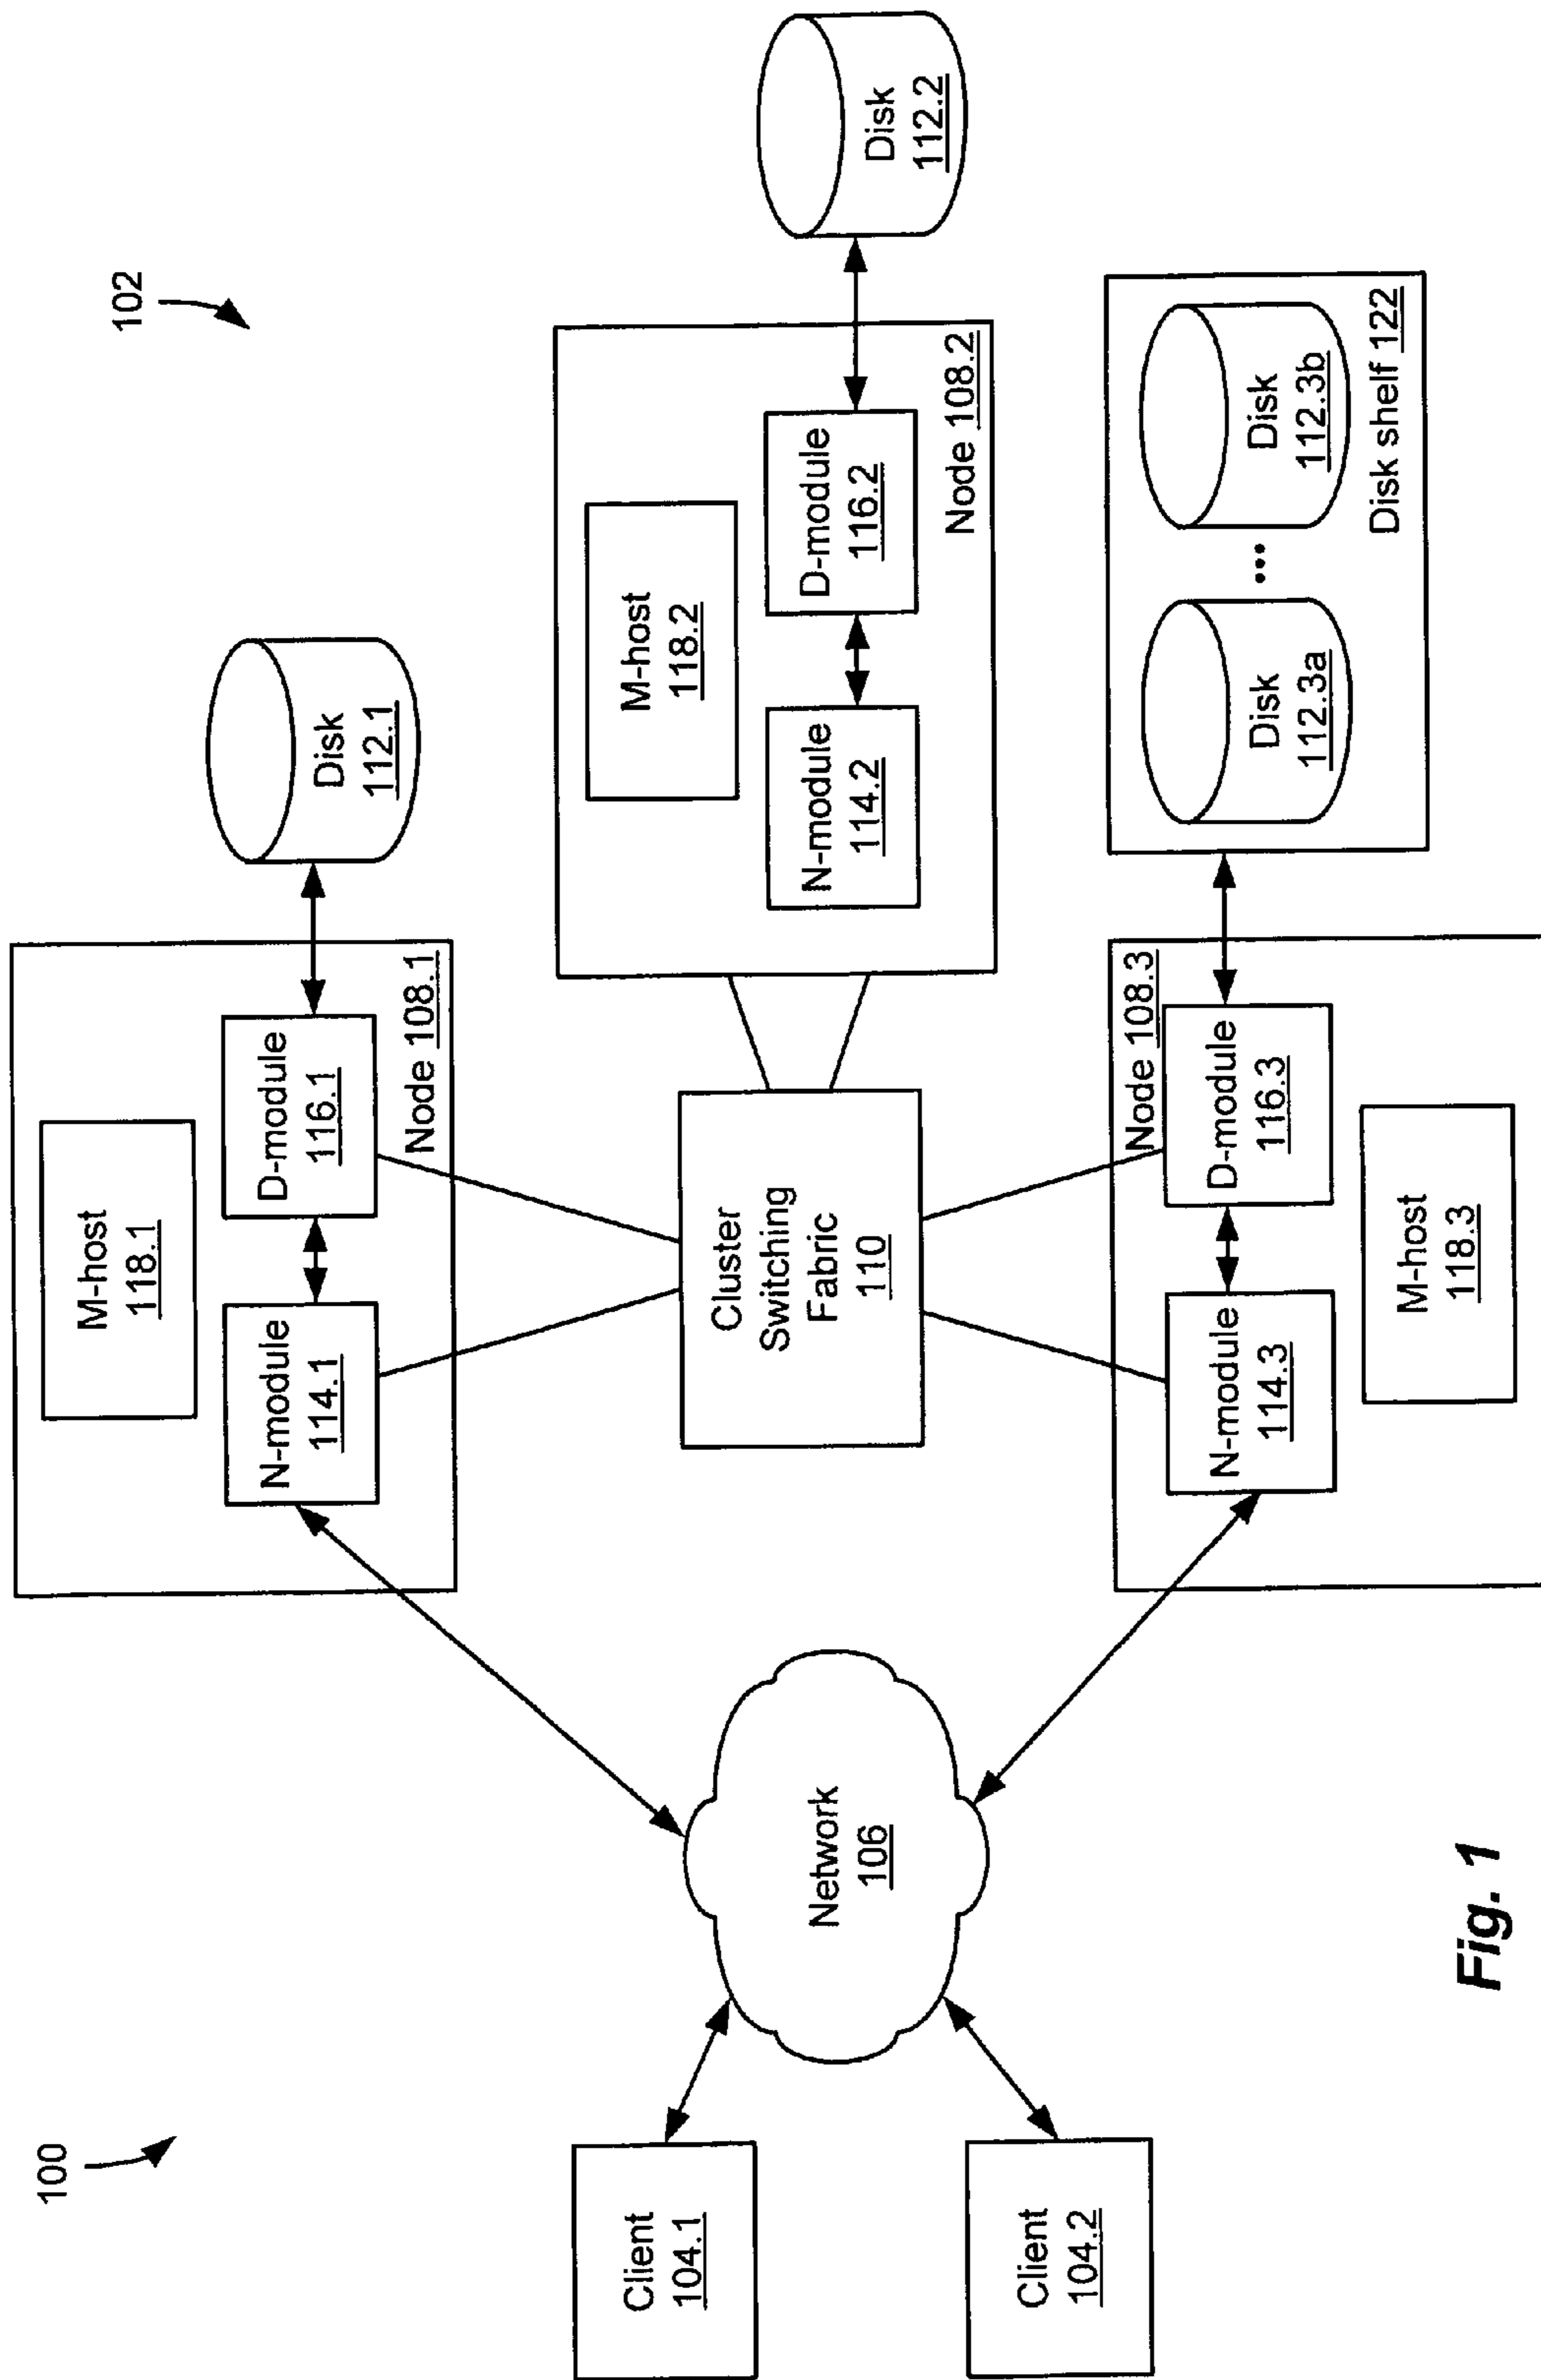 100
102
Client
104.1
Client
104.2
Network
106
M-host
118.1
N-module
114.1
D-module
116.1
Node 108.1
Disk
112.1
Cluster
Switching
Fabric
110
M-host
118.2
N-module
114.2
D-module
116.2
Node 108.2
Disk
112.2
Node 108.3
N-module
114.3
D-module
116.3
M-host
118.3
Disk
112.3a
...
Disk
112.3b
Disk shelf 122
Fig. 1